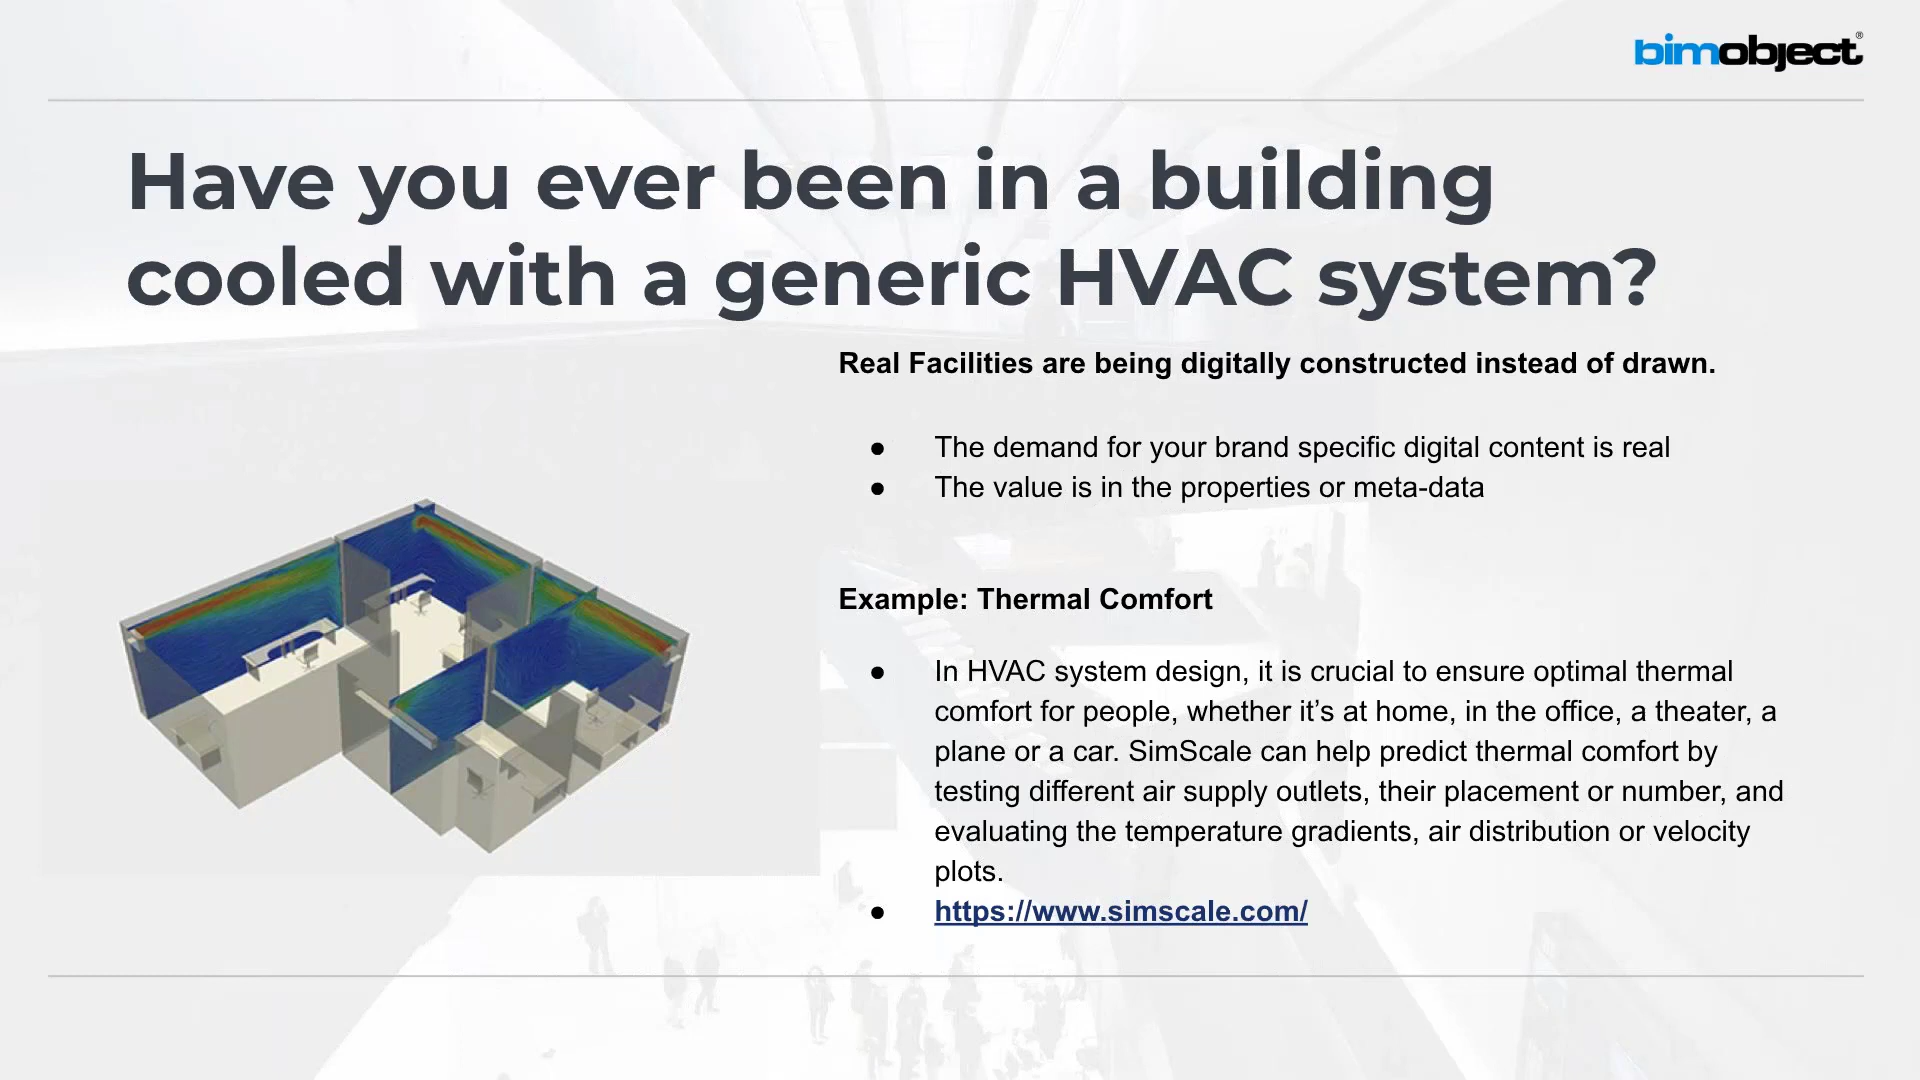 bimobject®
Have you ever been in a building
cooled with a generic HVAC system?
Real Facilities are being digitally constructed instead of drawn.
● The demand for your brand specific digital content is real
● The value is in the properties or meta-data
Example: Thermal Comfort
● In HVAC system design, it is crucial to ensure optimal thermal
comfort for people, whether it’s at home, in the office, a theater, a
plane or a car. SimScale can help predict thermal comfort by
testing different air supply outlets, their placement or number, and
evaluating the temperature gradients, air distribution or velocity
plots.
● https://www.simscale.com/